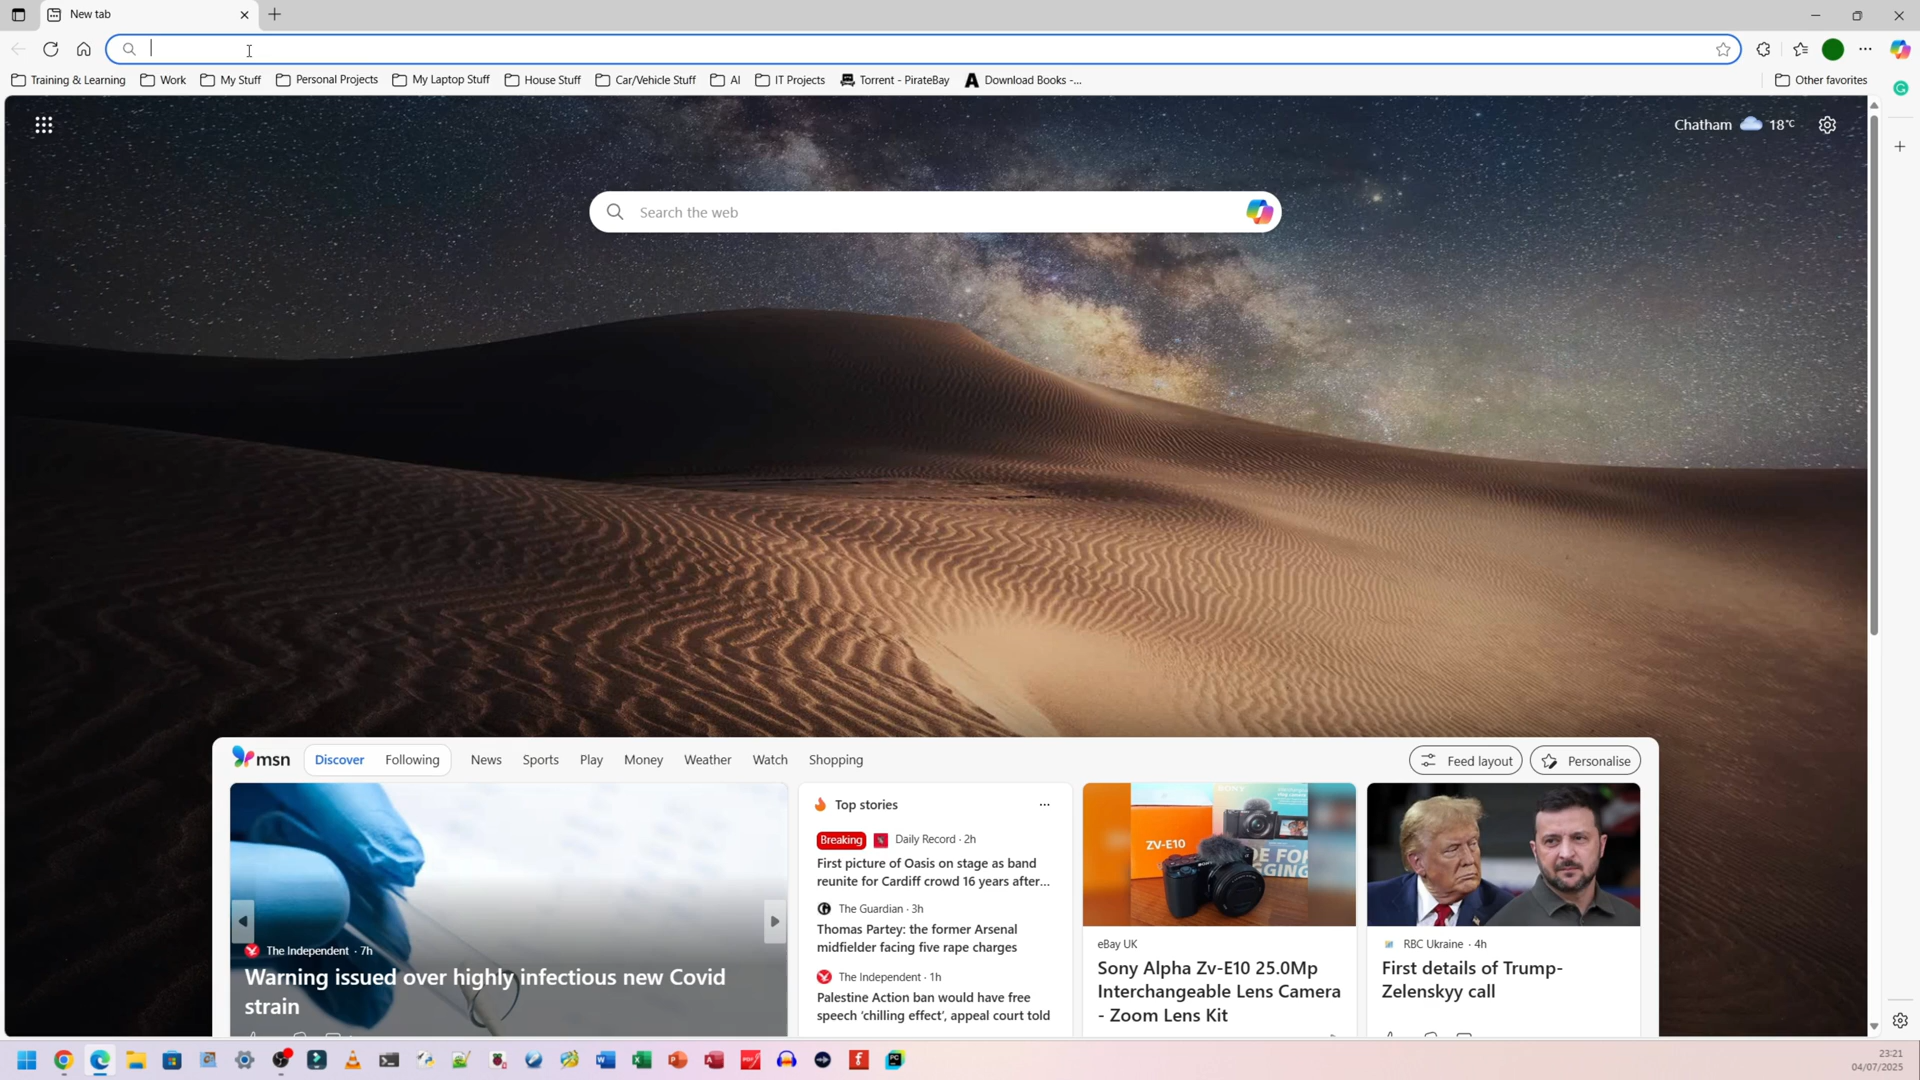 New tab
Training & Learning
Work
My Stuff
Personal Projects
My Laptop Stuff
House Stuff
Car/Vehicle Stuff
AI
IT Projects
Torrent - PirateBay
Download Books -...
Other favorites
Chatham 18°C
Search the web
msn
Discover
Following
News
Sports
Play
Money
Weather
Watch
Shopping
Feed layout
Personalise
The Independent · 7h
Warning issued over highly infectious new Covid
strain
Top stories
Breaking Daily Record · 2h
First picture of Oasis on stage as band
reunite for Cardiff crowd 16 years after...
The Guardian · 3h
Thomas Partey: the former Arsenal
midfielder facing five rape charges
The Independent · 1h
Palestine Action ban would have free
speech ‘chilling effect’, appeal court told
ZV-E10
eBay UK
Sony Alpha Zv-E10 25.0Mp
Interchangeable Lens Camera
- Zoom Lens Kit
RBC Ukraine · 4h
First details of Trump-
Zelenskyy call
23:21
04/07/2025